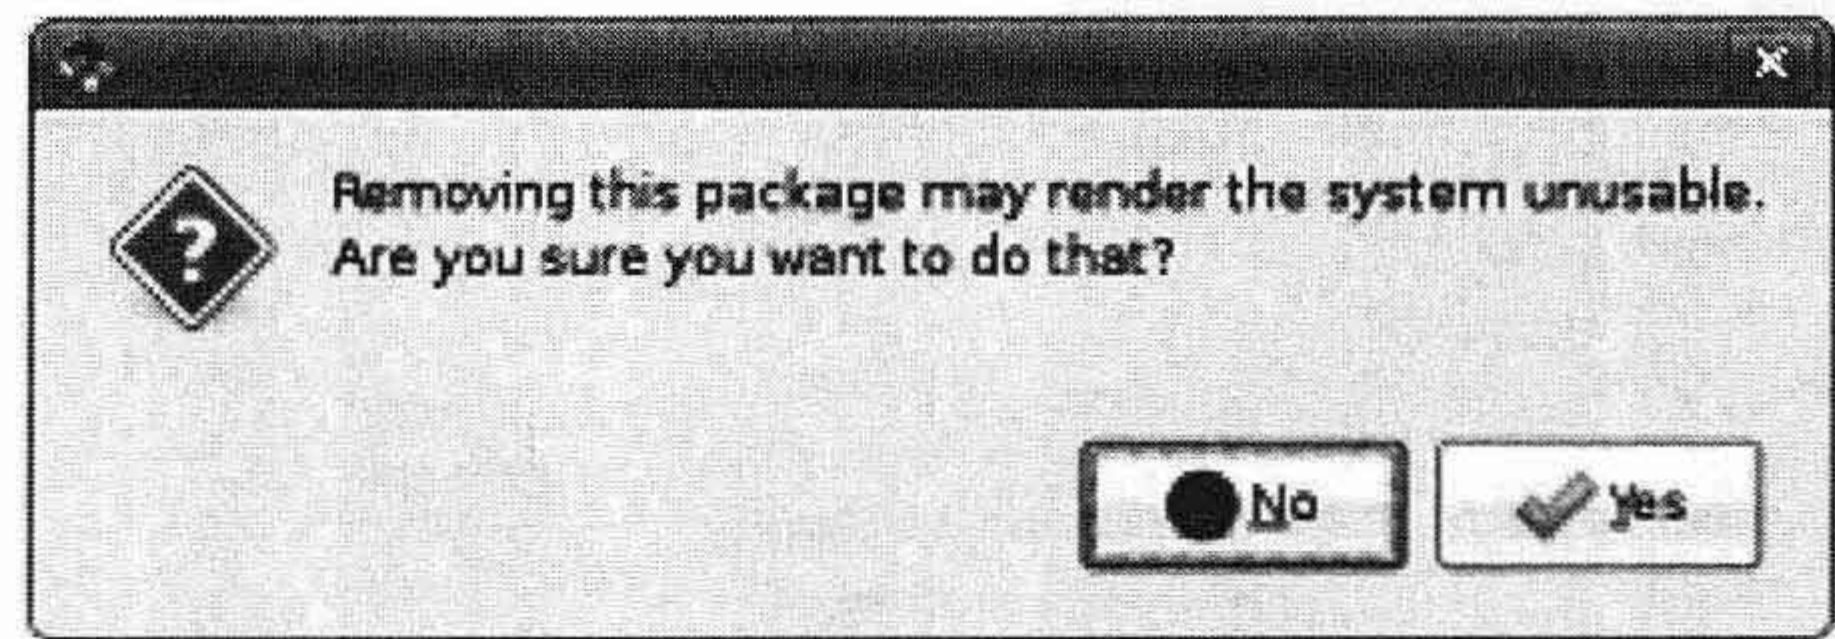 Removing this package may render the system unusable.
Are you sure you want to do that?
No
Yes